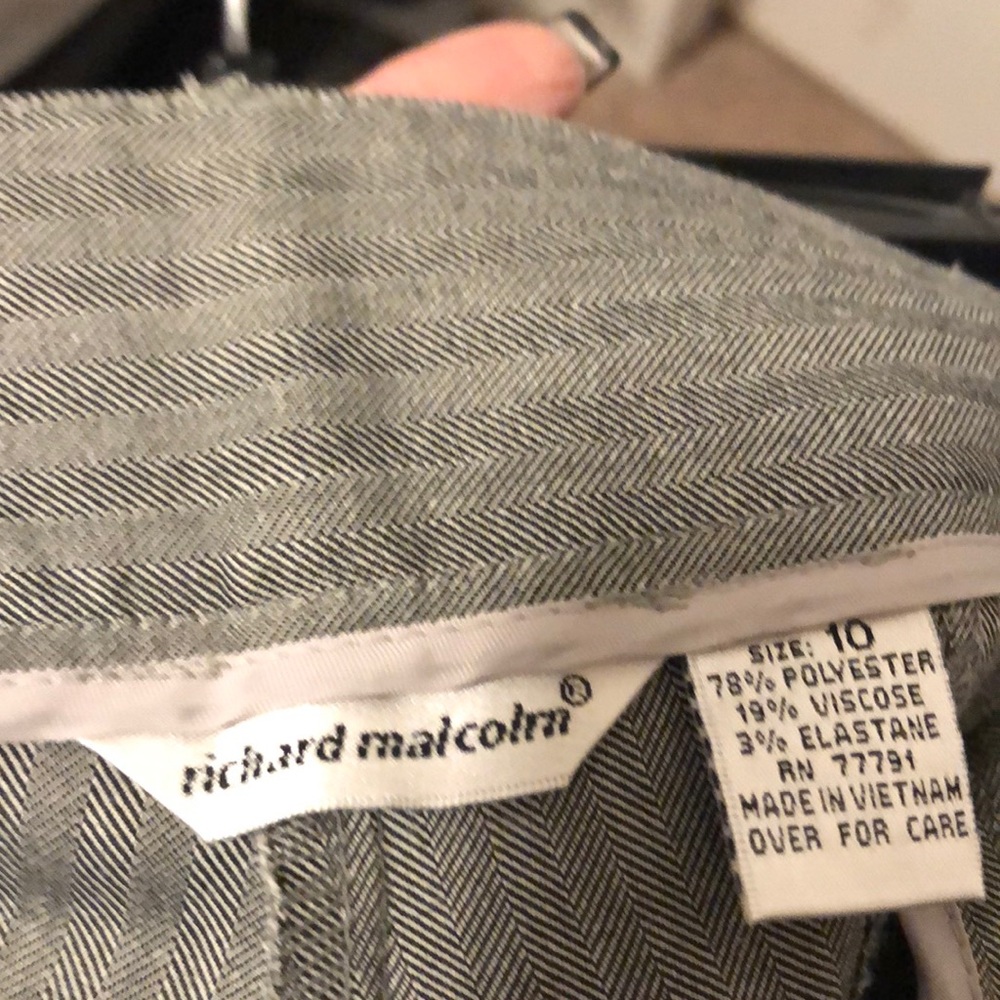 richard malcolm®
SIZE: 10
78% POLYESTER
19% VISCOSE
3% ELASTANE
RN 77791
MADE IN VIETNAM
OVER FOR CARE